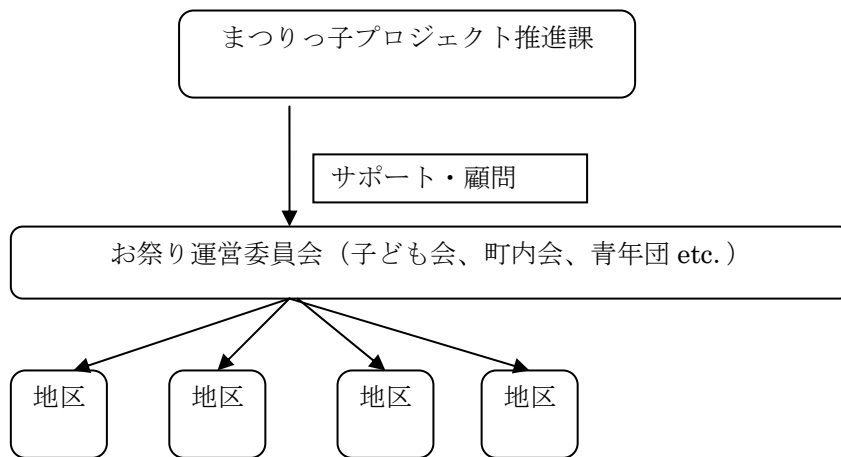 まつりっ子プロジェクト推進課
サポート・顧問
お祭り運営委員会（子ども会、町内会、青年団 etc.）
地区
地区
地区
地区